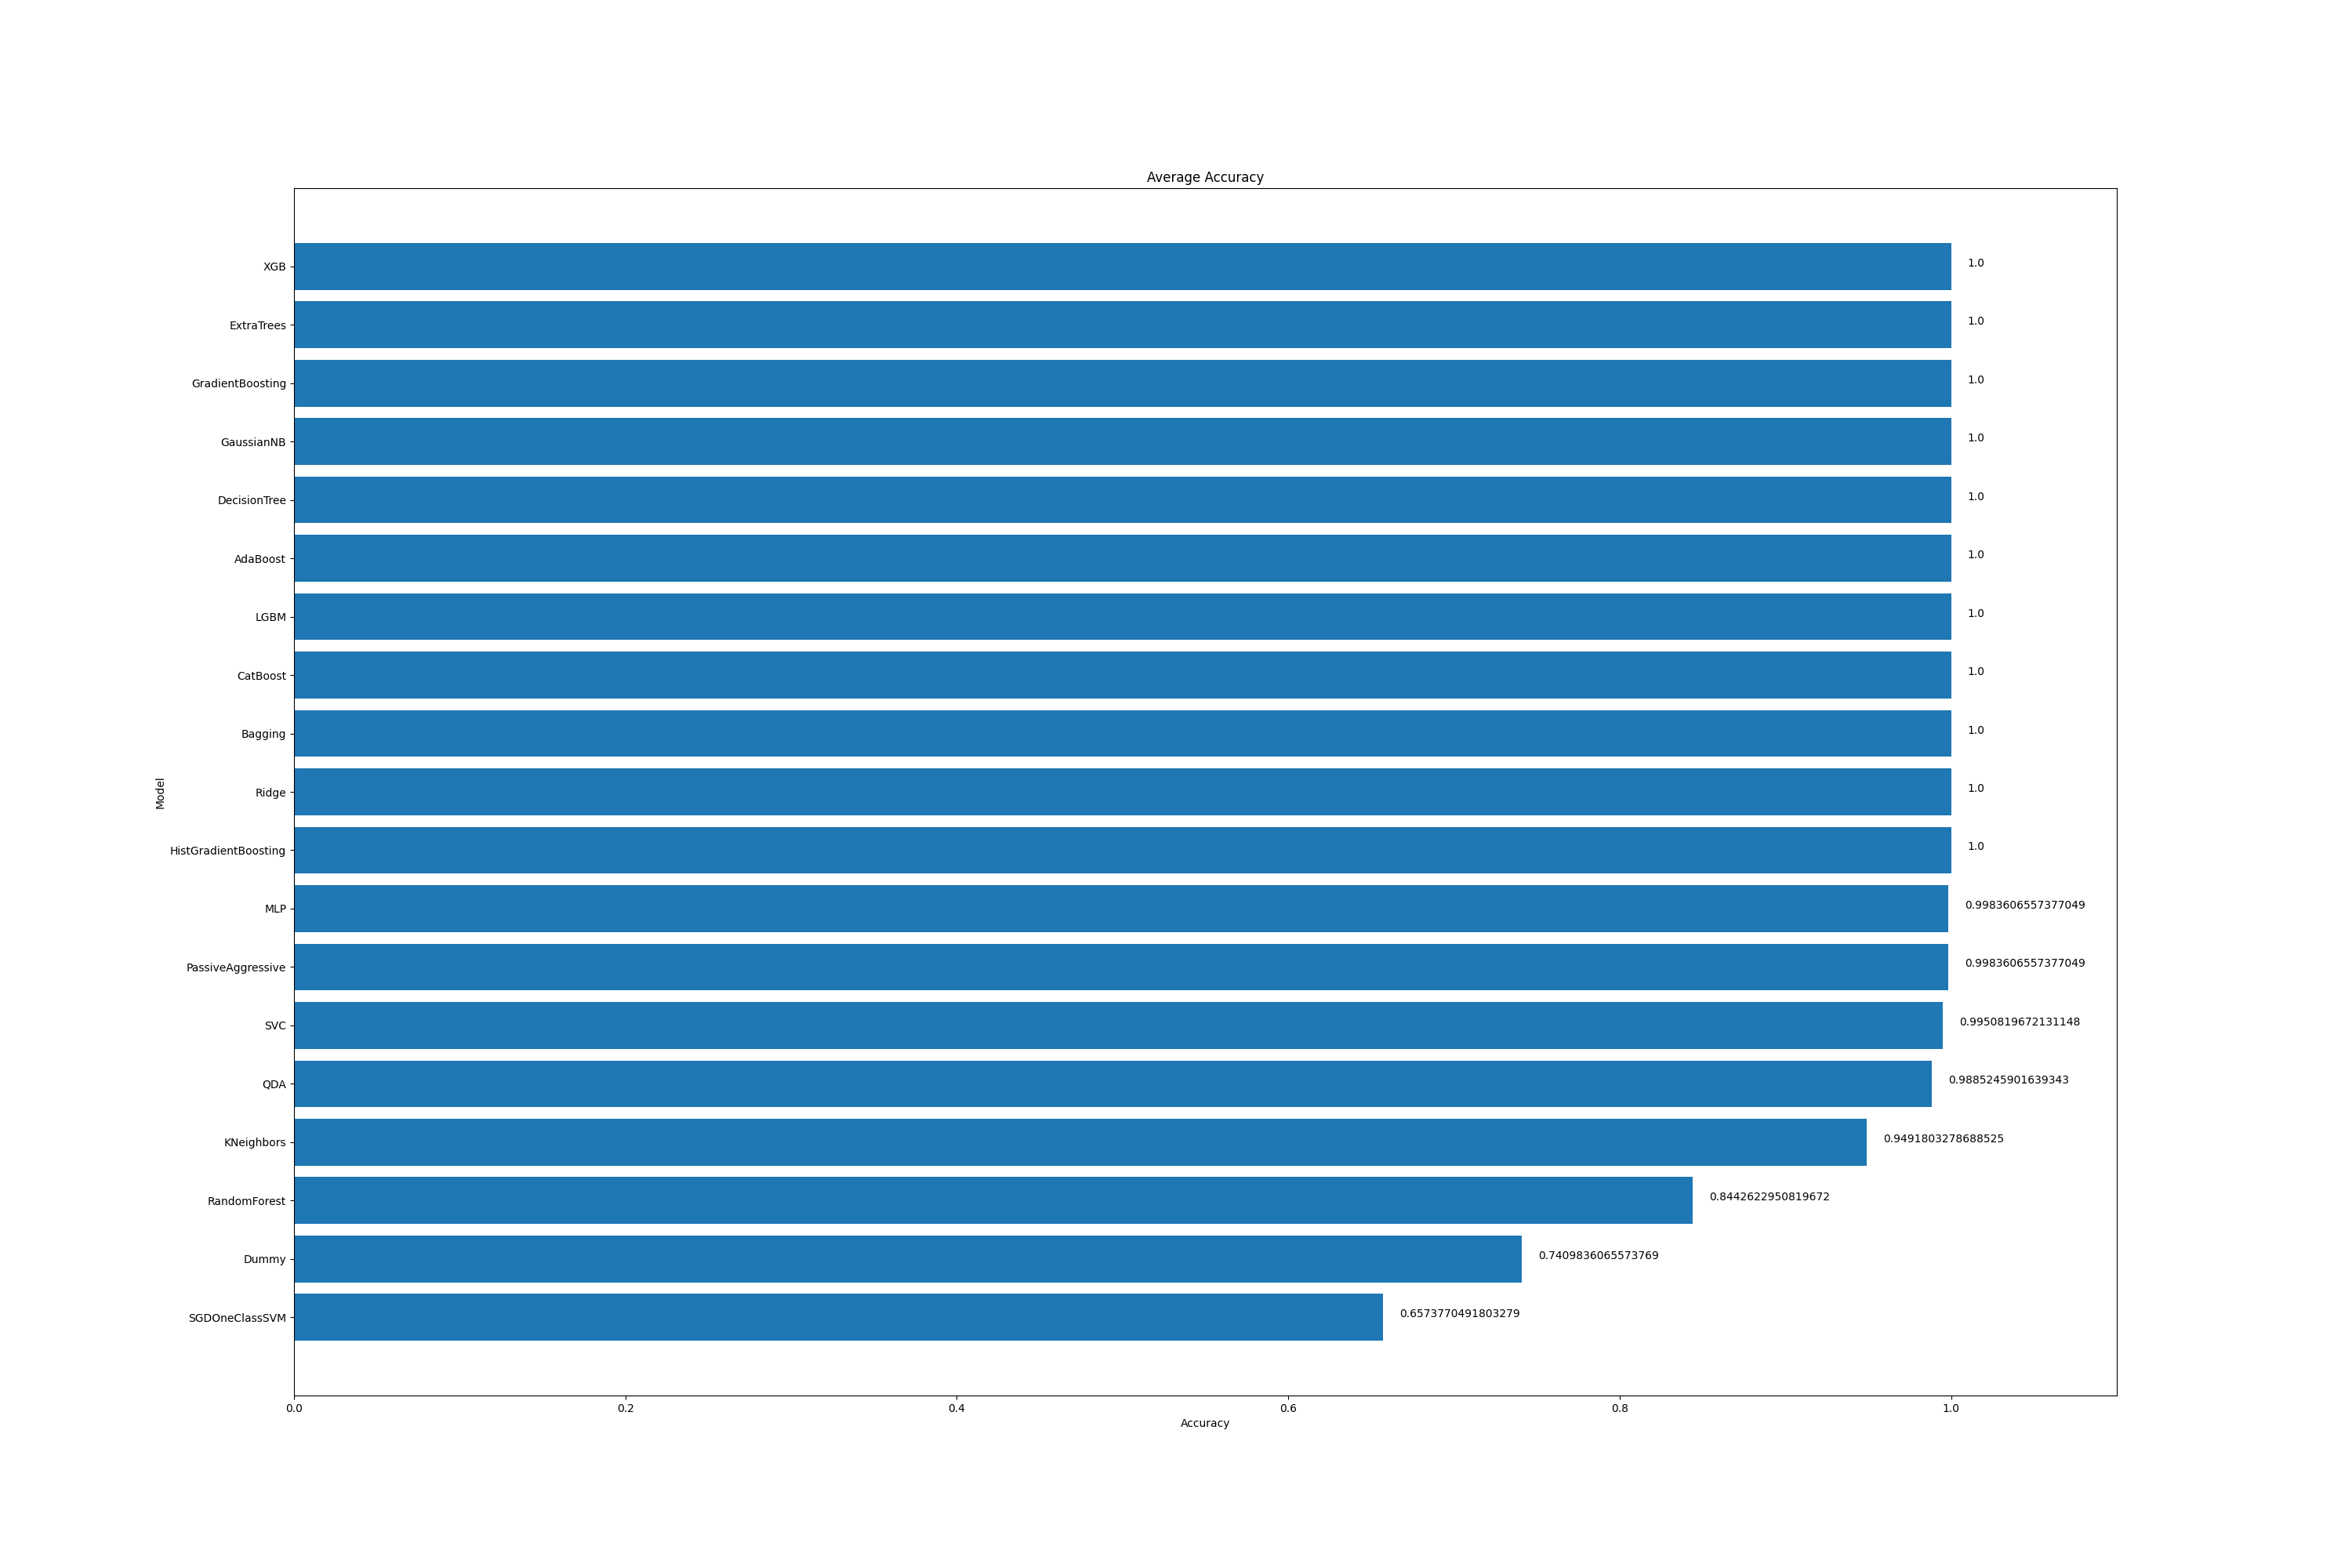 Average Accuracy
XGB 1.0
ExtraTrees 1.0
GradientBoosting 1.0
GaussianNB 1.0
DecisionTree 1.0
AdaBoost 1.0
LGBM 1.0
CatBoost 1.0
Bagging 1.0
Ridge 1.0
Model
HistGradientBoosting 1.0
MLP 0.9983606557377049
PassiveAggressive 0.9983606557377049
SVC 0.9950819672131148
QDA 0.9885245901639343
KNeighbors 0.9491803278688525
RandomForest 0.8442622950819672
Dummy 0.7409836065573769
SGDOneClassSVM 0.6573770491803279
0.0 0.2 0.4 0.6 0.8 1.0
Accuracy